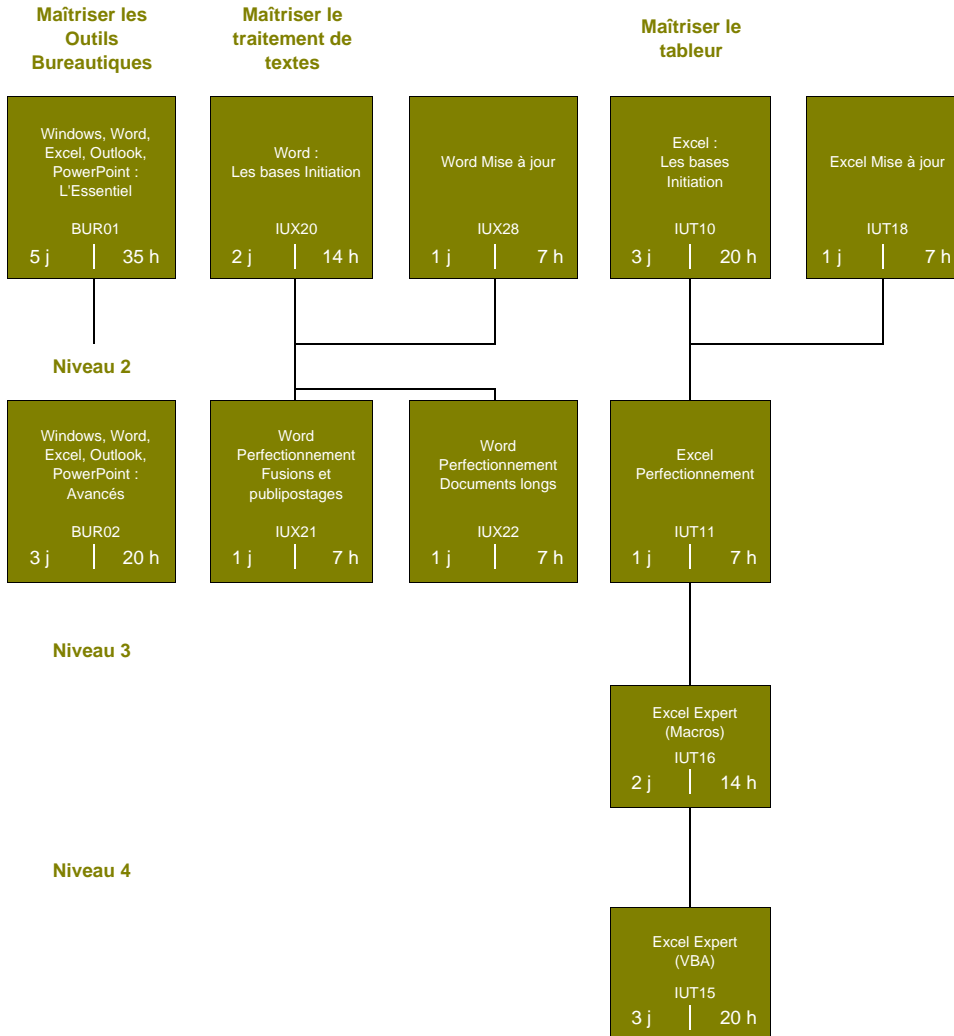 Maîtriser les
Outils
Bureautiques
Maîtriser le
traitement de
textes
Maîtriser le
tableur
Windows, Word,
Excel, Outlook,
PowerPoint :
L'Essentiel
BUR01
5 j 35 h
Word :
Les bases Initiation
IUX20
2 j 14 h
Word Mise à jour
IUX28
1 j 7 h
Excel :
Les bases
Initiation
IUT10
3 j 20 h
Excel Mise à jour
IUT18
1 j 7 h
Niveau 2
Windows, Word,
Excel, Outlook,
PowerPoint :
Avancés
BUR02
3 j 20 h
Word
Perfectionnement
Fusions et
publipostages
IUX21
1 j 7 h
Word
Perfectionnement
Documents longs
IUX22
1 j 7 h
Excel
Perfectionnement
IUT11
1 j 7 h
Niveau 3
Excel Expert
(Macros)
IUT16
2 j 14 h
Niveau 4
Excel Expert
(VBA)
IUT15
3 j 20 h